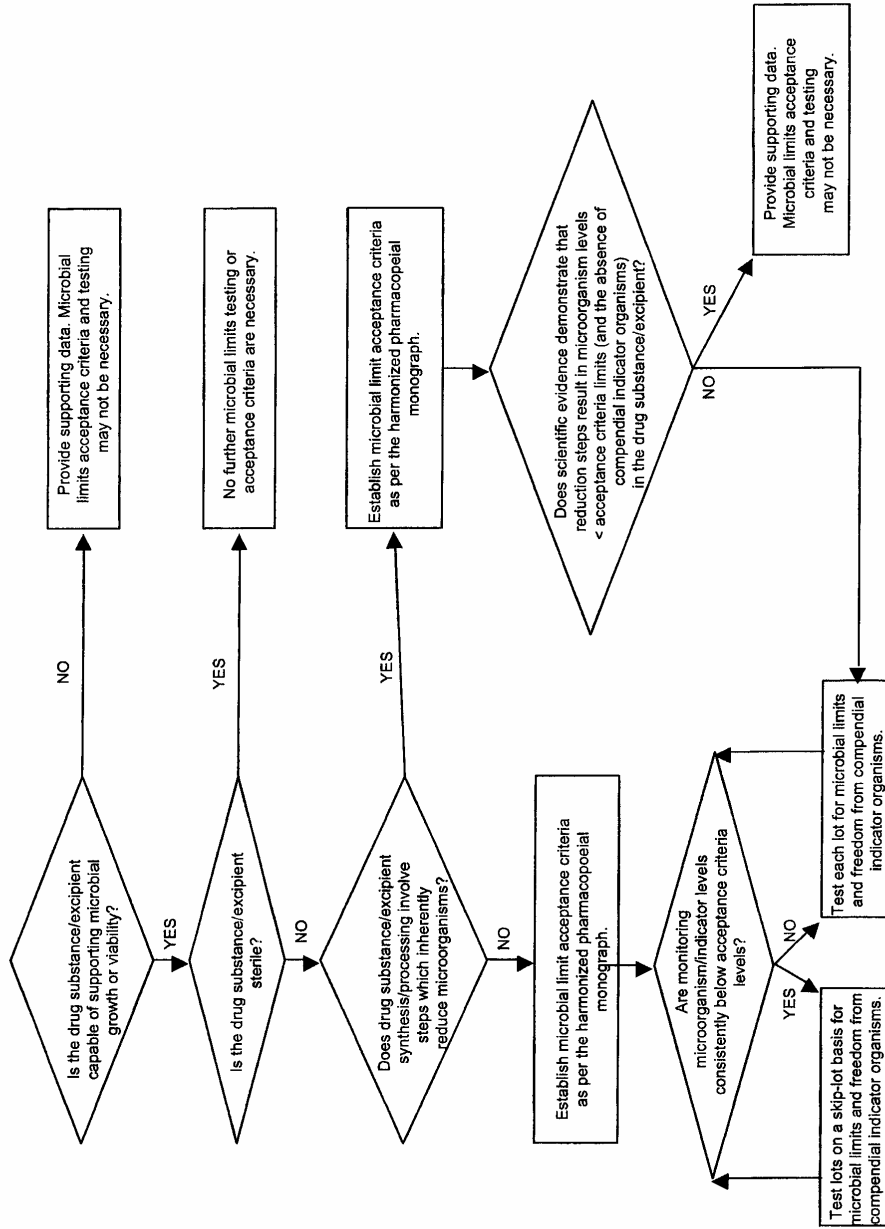 Is the drug substance/excipient
capable of supporting microbial
growth or viability?
NO
Provide supporting data. Microbial
limits acceptance criteria and testing
may not be necessary.
YES
Is the drug substance/excipient
sterile?
YES
No further microbial limits testing or
acceptance criteria are necessary.
NO
Does drug substance/excipient
synthesis/processing involve
steps which inherently
reduce microorganisms?
YES
Establish microbial limit acceptance criteria
as per the harmonized pharmacopeial
monograph.
NO
Establish microbial limit acceptance criteria
as per the harmonized pharmacopoeial
monograph.
Does scientific evidence demonstrate that
reduction steps result in microorganism levels
< acceptance criteria limits (and the absence of
compendial indicator organisms)
in the drug substance/excipient?
YES
NO
Provide supporting data.
Microbial limits acceptance
criteria and testing
may not be necessary.
Are monitoring
microorganism/indicator levels
consistently below acceptance criteria
levels?
YES
NO
Test lots on a skip-lot basis for
microbial limits and freedom from
compendial indicator organisms.
Test each lot for microbial limits
and freedom from compendial
indicator organisms.